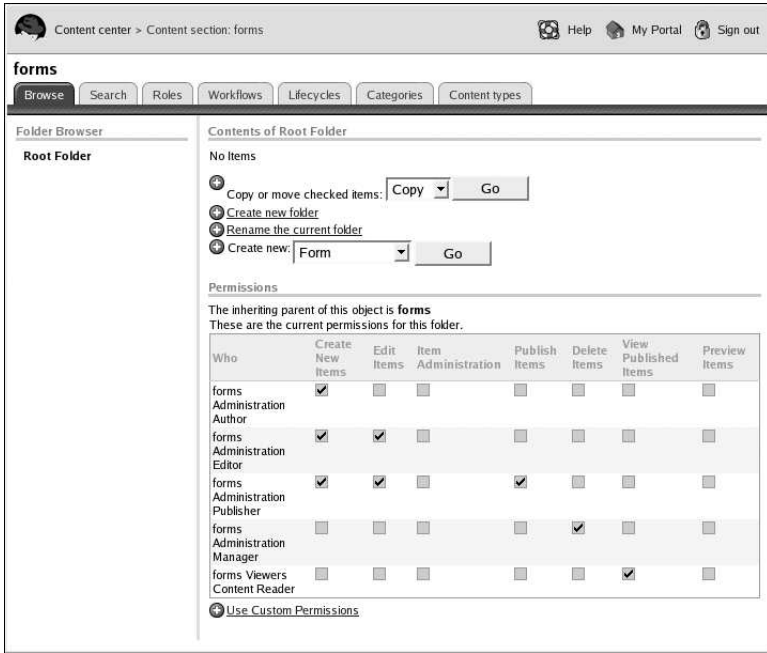 Content center > Content section: forms
Help
My Portal
Sign out
forms
Browse
Search
Roles
Workflows
Lifecycles
Categories
Content types
Folder Browser
Root Folder
Contents of Root Folder
No Items
Copy or move checked items: Copy Go
Create new folder
Rename the current folder
Create new: Form Go
Permissions
The inheriting parent of this object is forms
These are the current permissions for this folder.
Who
Create
New
Items
Edit
Items
Item
Administration
Publish
Items
Delete
Items
View
Published
Items
Preview
Items
forms
Administration
Author
forms
Administration
Editor
forms
Administration
Publisher
forms
Administration
Manager
forms Viewers
Content Reader
Use Custom Permissions